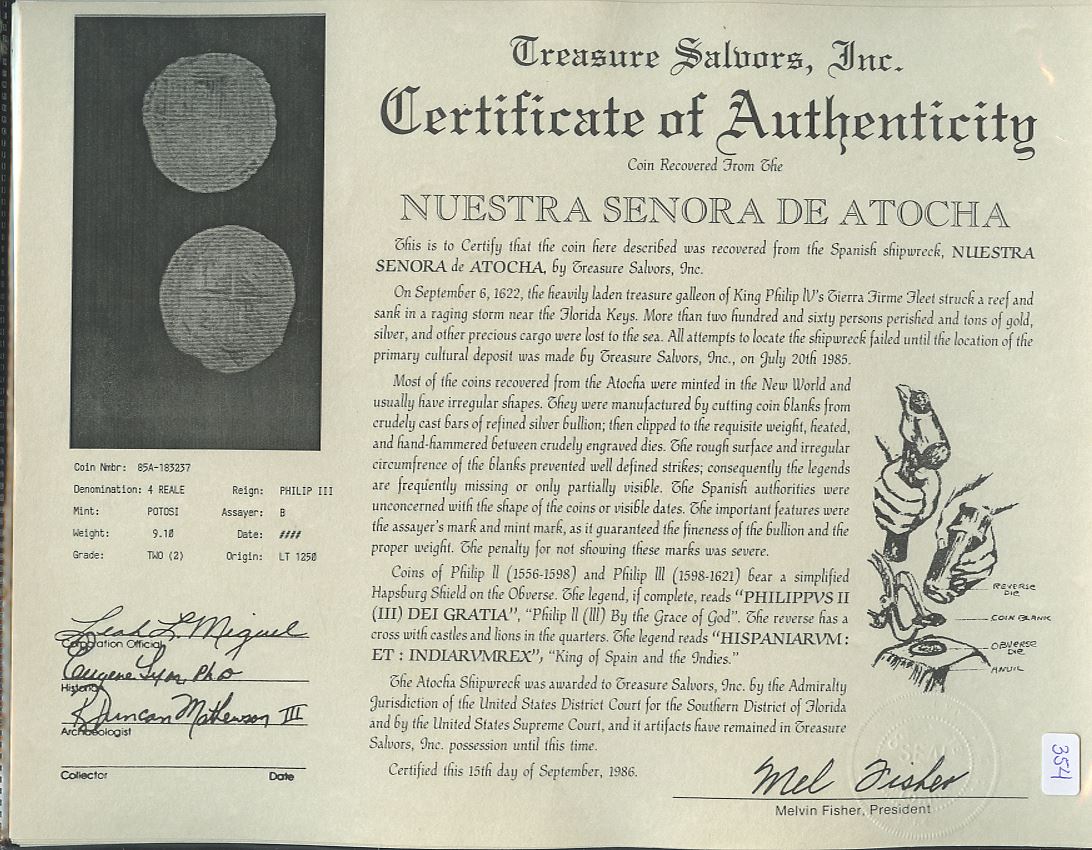 Treasure Salvors, Inc.
Certificate of Authenticity
Coin Recovered From The
NUESTRA SENORA DE ATOCHA
This is to Certify that the coin here described was recovered from the Spanish shipwreck, NUESTRA
SENORA de ATOCHA, by Treasure Salvors, Inc.
On September 6, 1622, the heavily laden treasure galleon of King Philip IV's Tierra Firme Fleet struck a reef and
sank in a raging storm near the Florida Keys. More than two hundred and sixty persons perished and tons of gold,
silver, and other precious cargo were lost to the sea. All attempts to locate the shipwreck failed until the location of the
primary cultural deposit was made by Treasure Salvors, Inc., on July 20th 1985.
Most of the coins recovered from the Atocha were minted in the New World and
usually have irregular shapes. They were manufactured by cutting coin blanks from
crudely cast bars of refined silver bullion; then clipped to the requisite weight, heated,
and hand-hammered between crudely engraved dies. The rough surface and irregular
circumfrence of the blanks prevented well defined strikes; consequently the legends
are frequently missing or only partially visible. The Spanish authorities were
unconcerned with the shape of the coins or visible dates. The important features were
the assayer's mark and mint mark, as it guaranteed the fineness of the bullion and the
proper weight. The penalty for not showing these marks was severe.
Coins of Philip II (1556-1598) and Philip III (1598-1621) bear a simplified
Hapsburg Shield on the Obverse. The legend, if complete, reads "PHILIPPVS II
(III) DEI GRATIA", "Philip II (III) By the Grace of God". The reverse has a
cross with castles and lions in the quarters. The legend reads "HISPANIARVM :
ET : INDIARVMREX", "King of Spain and the Indies."
The Atocha Shipwreck was awarded to Treasure Salvors, Inc. by the Admiralty
Jurisdiction of the United States District Court for the Southern District of Florida
and by the United States Supreme Court, and it artifacts have remained in Treasure
Salvors, Inc. possession until this time.
Certified this 15th day of September, 1986.
Mel Fisher
Melvin Fisher, President
REVERSE DIE
COIN BLANK
OBVERSE DIE
ANVIL
Coin Nmbr: 85A-183237
Denomination: 4 REALE Reign: PHILIP III
Mint: POTOSI Assayer: B
Weight: 9.10 Date: ####
Grade: TWO (2) Origin: LT 1250
Leah L. Miguel
Corporation Official
Eugene Lyon, PhD
Historian
R Duncan Mathewson III
Archeologist
Collector Date
SEAL
354